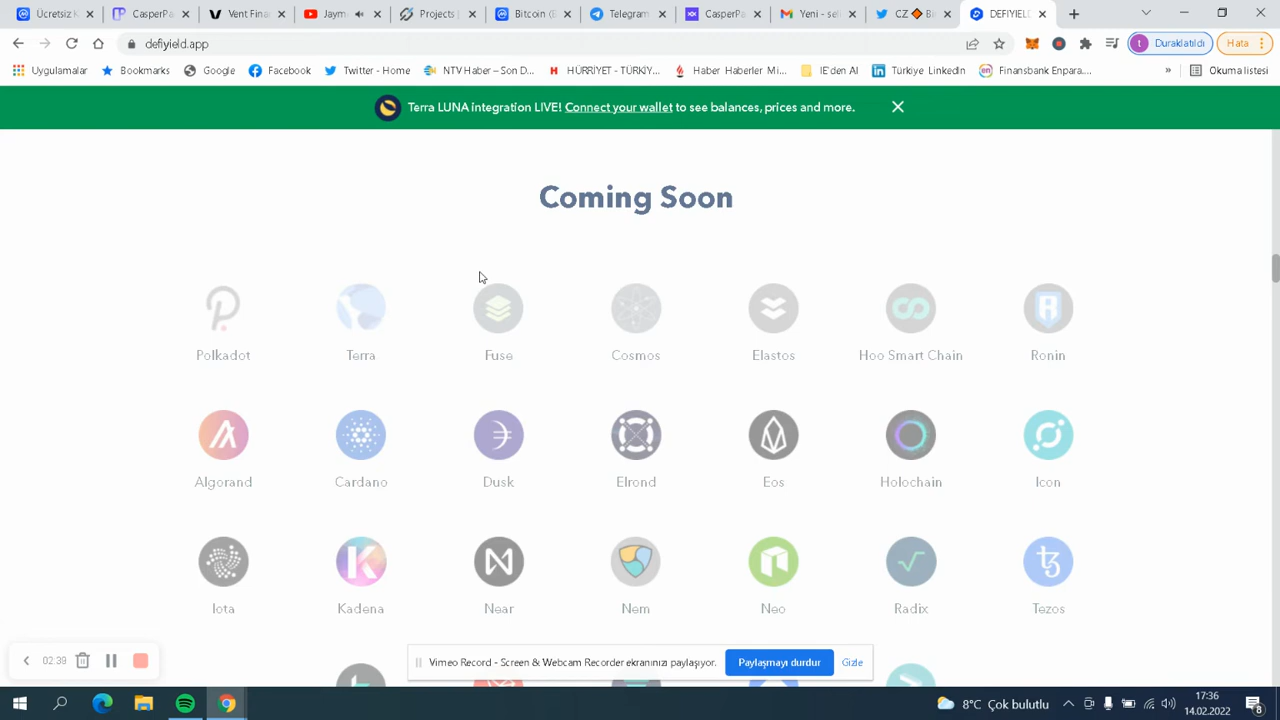 Ücretsiz K
CasperPa
Vent Fina
Jaym
Projects |
Bitcoin (B
Telegram
CasperPa
Yeni - sel
CZ 🔶 Bi
DEFIYIELD
defiyield.app
Duraklatıldı
Hata
Uygulamalar
Bookmarks
Google
Facebook
Twitter - Home
NTV Haber – Son D...
HÜRRİYET - TÜRKİY...
Haber Haberler Mi...
IE'den Al
Türkiye LinkedIn
Finansbank Enpara...
»
Okuma listesi
Terra LUNA integration LIVE! Connect your wallet to see balances, prices and more.
Coming Soon
Polkadot
Terra
Fuse
Cosmos
Elastos
Hoo Smart Chain
Ronin
Algorand
Cardano
Dusk
Elrond
Eos
Holochain
Icon
Iota
Kadena
Near
Nem
Neo
Radix
Tezos
02:39
Vimeo Record - Screen & Webcam Recorder ekranınızı paylaşıyor.
Paylaşmayı durdur
Gizle
8°C Çok bulutlu
17:36
14.02.2022
8